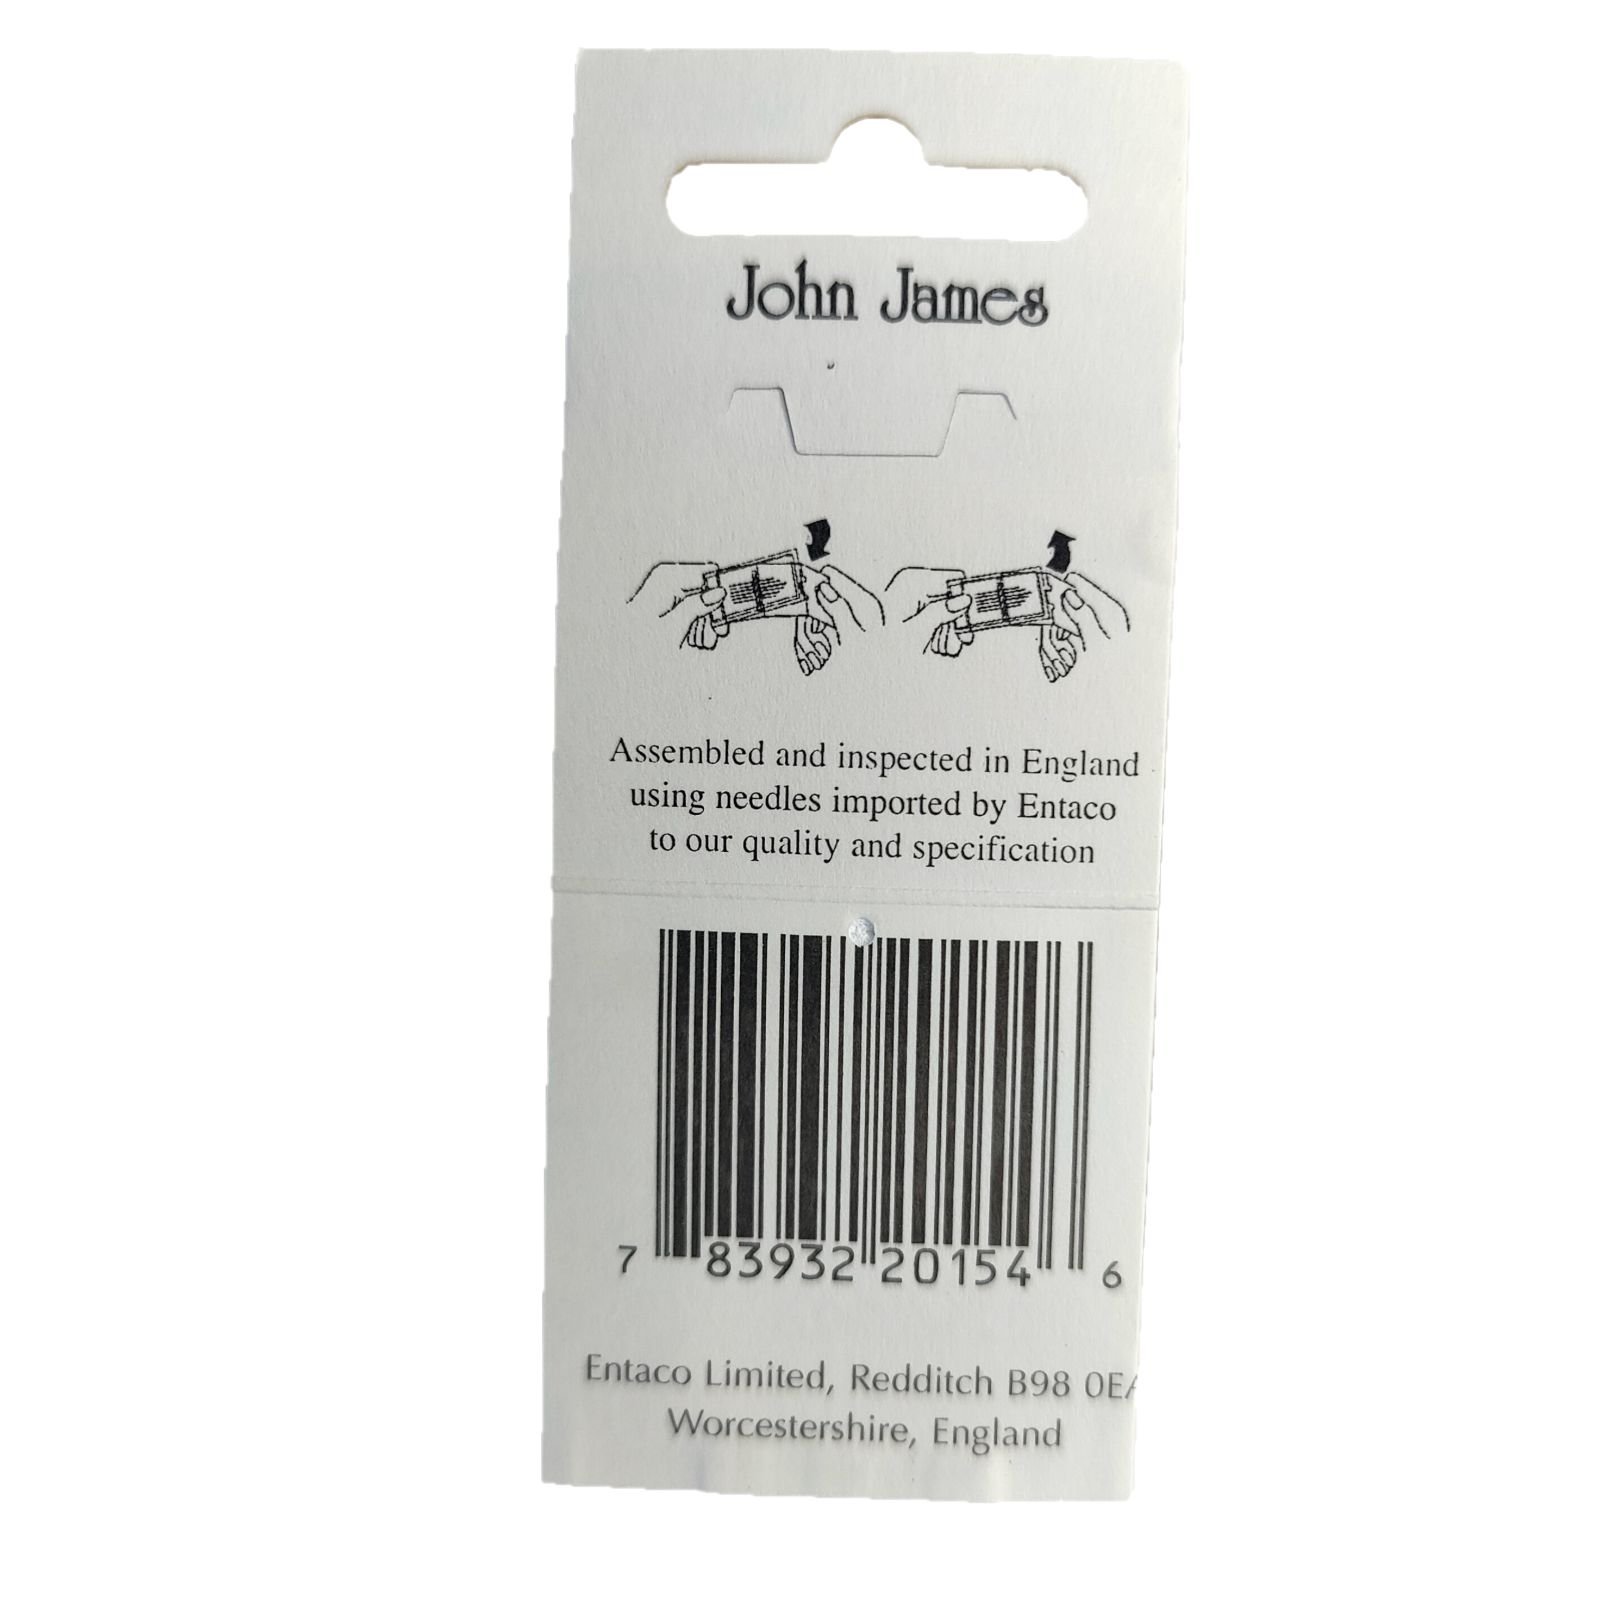 John James
Assembled and inspected in England
using needles imported by Entaco
to our quality and specification
7 83932 20154 6
Entaco Limited, Redditch B98 0EA
Worcestershire, England